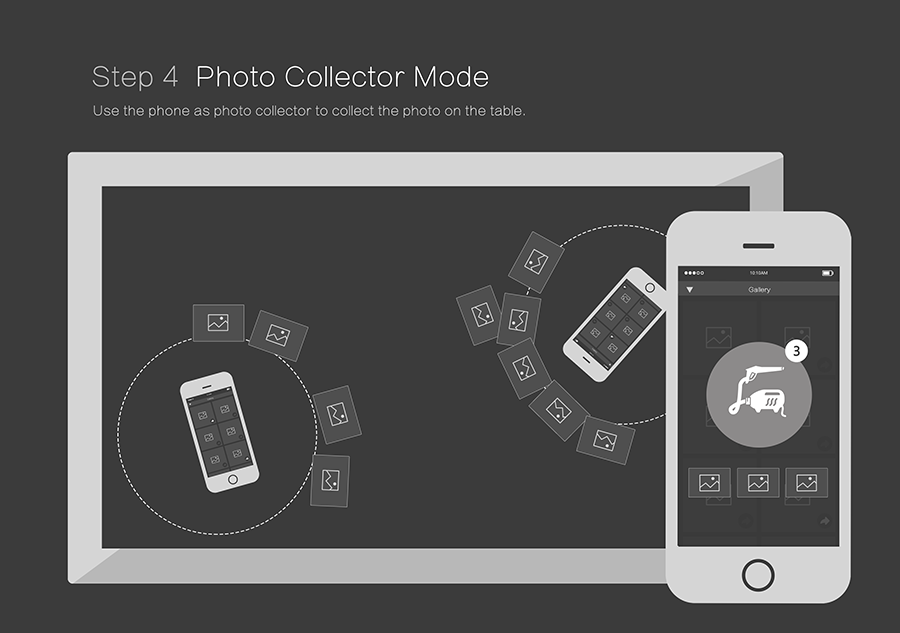 Step 4 Photo Collector Mode
Use the phone as photo collector to collect the photo on the table.
10:10AM
Gallery
3